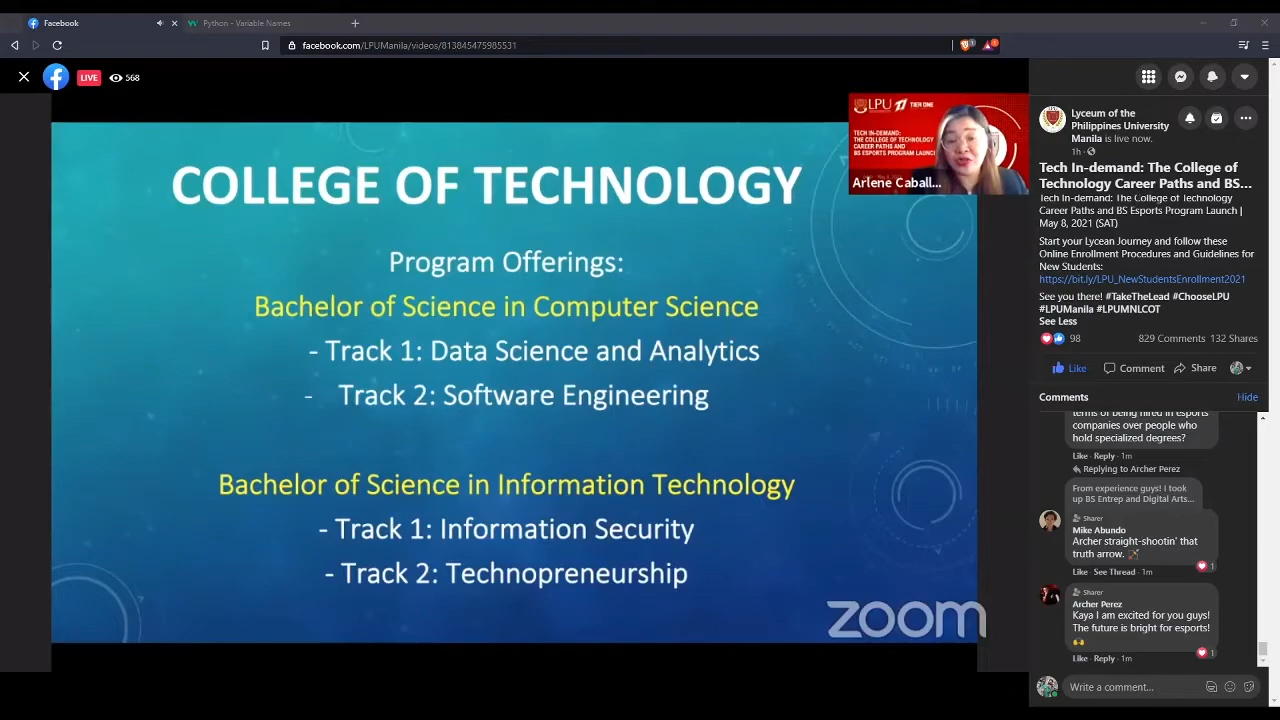 Facebook
Python - Variable Names
facebook.com/LPUManila/videos/813845475985531
LIVE
568
COLLEGE OF TECHNOLOGY
Program Offerings:
Bachelor of Science in Computer Science
- Track 1: Data Science and Analytics
- Track 2: Software Engineering
Bachelor of Science in Information Technology
- Track 1: Information Security
- Track 2: Technopreneurship
zoom
LPU
TIER ONE
TECH IN-DEMAND:
THE COLLEGE OF TECHNOLOGY
CAREER PATHS AND
BS ESPORTS PROGRAM LAUNCH
Arlene Caball...
Lyceum of the
Philippines University
Manila is live now.
1h
Tech In-demand: The College of
Technology Career Paths and BS...
Tech In-demand: The College of Technology
Career Paths and BS Esports Program Launch |
May 8, 2021 (SAT)
Start your Lycean Journey and follow these
Online Enrollment Procedures and Guidelines for
New Students:
https://bit.ly/LPU_NewStudentsEnrollment2021
See you there! #TakeTheLead #ChooseLPU
#LPUManila #LPUMNLCOT
See Less
98
829 Comments 132 Shares
Like Comment Share
Comments Hide
terms of being hired in esports
companies over people who
hold specialized degrees?
Like · Reply · 1m
Replying to Archer Perez
From experience guys! I took
up BS Entrep and Digital Arts...
Sharer
Mike Abundo
Archer straight-shootin' that
truth arrow.
1
Like · See Thread · 1m
Sharer
Archer Perez
Kaya I am excited for you guys!
The future is bright for esports!
1
Like · Reply · 1m
Write a comment...